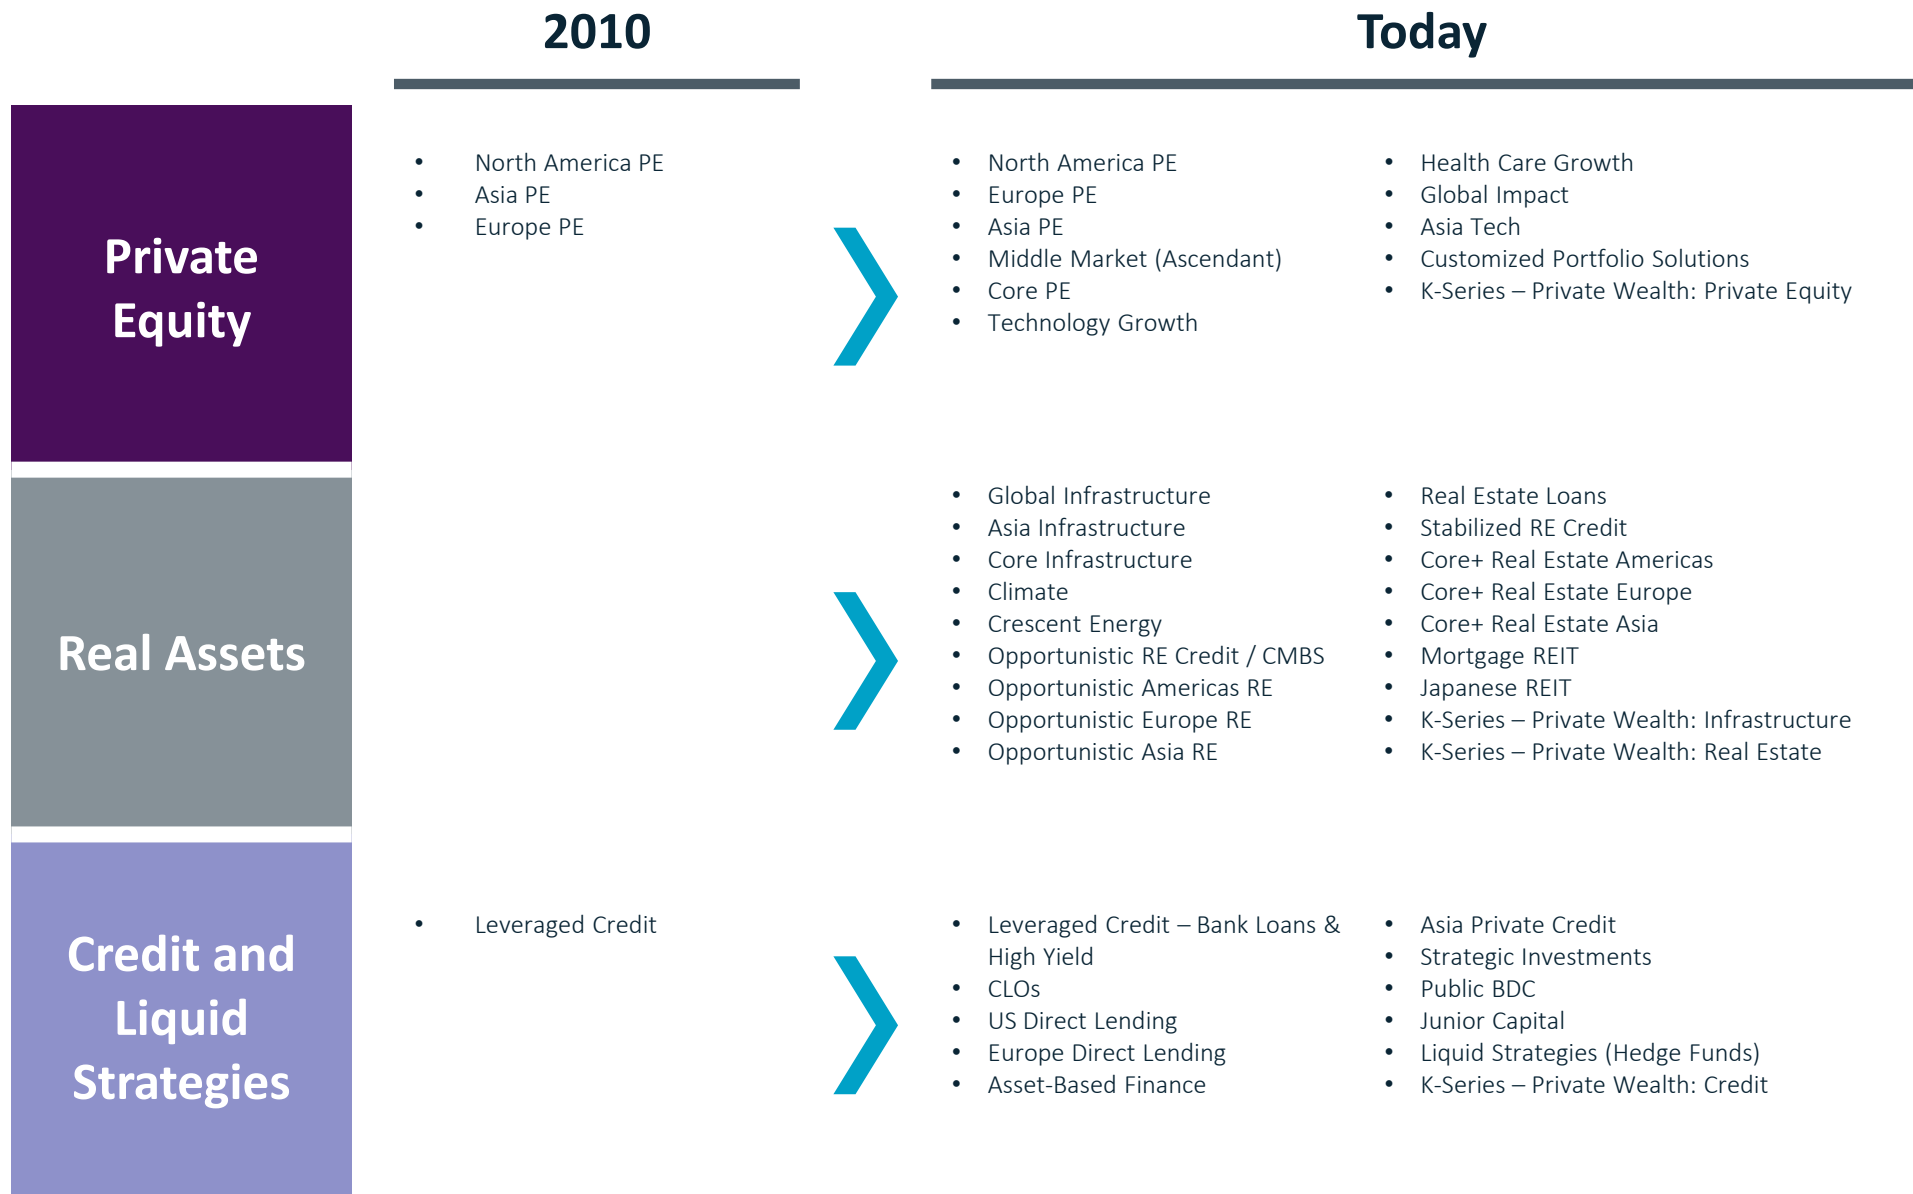 2010
Today
Private
Equity
• North America PE
• Asia PE
• Europe PE
• North America PE
• Europe PE
• Asia PE
• Middle Market (Ascendant)
• Core PE
• Technology Growth
• Health Care Growth
• Global Impact
• Asia Tech
• Customized Portfolio Solutions
• K-Series – Private Wealth: Private Equity
Real Assets
• Global Infrastructure
• Asia Infrastructure
• Core Infrastructure
• Climate
• Crescent Energy
• Opportunistic RE Credit / CMBS
• Opportunistic Americas RE
• Opportunistic Europe RE
• Opportunistic Asia RE
• Real Estate Loans
• Stabilized RE Credit
• Core+ Real Estate Americas
• Core+ Real Estate Europe
• Core+ Real Estate Asia
• Mortgage REIT
• Japanese REIT
• K-Series – Private Wealth: Infrastructure
• K-Series – Private Wealth: Real Estate
Credit and
Liquid
Strategies
• Leveraged Credit
• Leveraged Credit – Bank Loans &
High Yield
• CLOs
• US Direct Lending
• Europe Direct Lending
• Asset-Based Finance
• Asia Private Credit
• Strategic Investments
• Public BDC
• Junior Capital
• Liquid Strategies (Hedge Funds)
• K-Series – Private Wealth: Credit